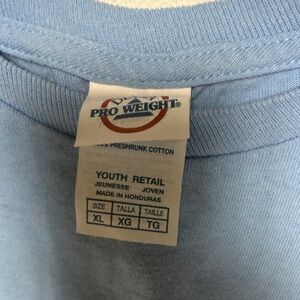 PRO WEIGHT®
% PRESHRUNK COTTON
YOUTH RETAIL
JEUNESSE JOVEN
MADE IN HONDURAS
SIZE TALLA TAILLE
XL XG TG